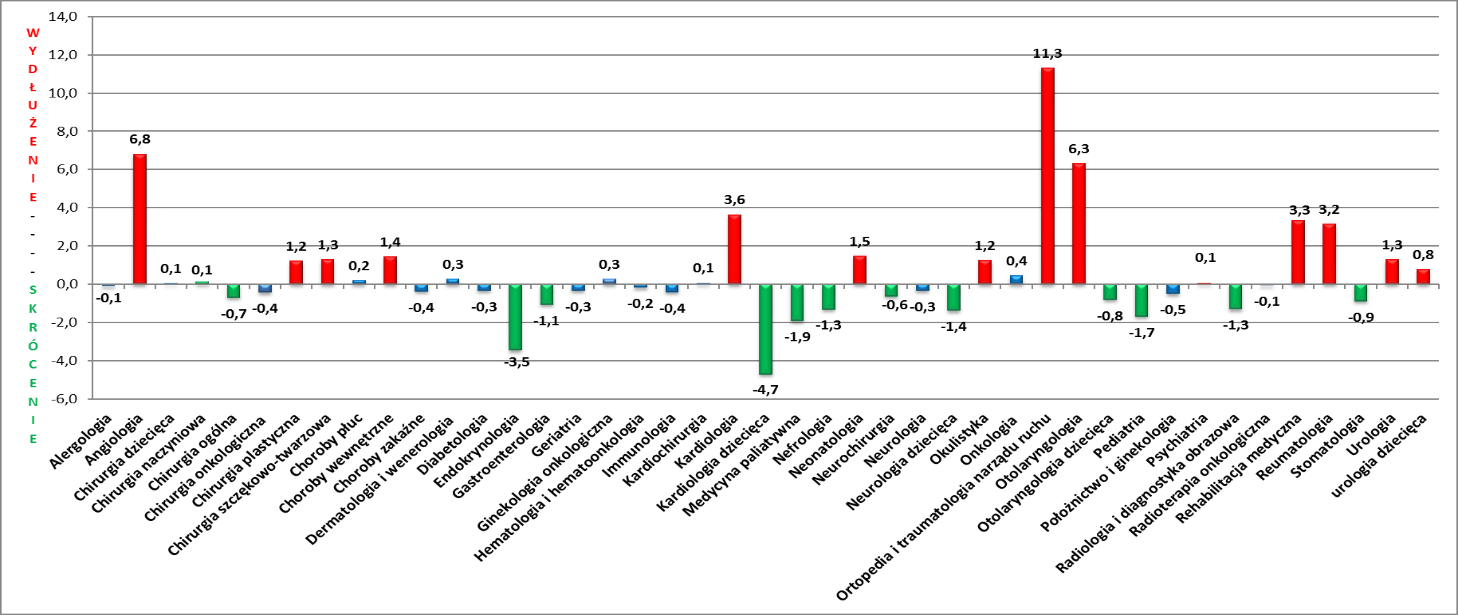 WYDŁUŻENIE---SKRÓCENIE
14,0
12,0
10,0
8,0
6,0
4,0
2,0
0,0
-2,0
-4,0
-6,0
-0,1
6,8
0,1
0,1
-0,7
-0,4
1,2
1,3
0,2
1,4
-0,4
0,3
-0,3
-3,5
-1,1
-0,3
0,3
-0,2
-0,4
0,1
3,6
-4,7
-1,9
-1,3
1,5
-0,6
-0,3
-1,4
1,2
0,4
11,3
6,3
-0,8
-1,7
-0,5
0,1
-1,3
-0,1
3,3
3,2
-0,9
1,3
0,8
Alergologia
Angiologia
Chirurgia dziecięca
Chirurgia naczyniowa
Chirurgia ogólna
Chirurgia onkologiczna
Chirurgia plastyczna
Chirurgia szczękowo-twarzowa
Choroby płuc
Choroby wewnętrzne
Choroby zakaźne
Dermatologia i wenerologia
Diabetologia
Endokrynologia
Gastroenterologia
Geriatria
Ginekologia onkologiczna
Hematologia i hematoonkologia
Immunologia
Kardiochirurgia
Kardiologia
Kardiologia dziecięca
Medycyna paliatywna
Nefrologia
Neonatologia
Neurochirurgia
Neurologia
Neurologia dziecięca
Okulistyka
Onkologia
Ortopedia i traumatologia narządu ruchu
Otolaryngologia
Otolaryngologia dziecięca
Pediatria
Położnictwo i ginekologia
Psychiatria
Radiologia i diagnostyka obrazowa
Radioterapia onkologiczna
Rehabilitacja medyczna
Reumatologia
Stomatologia
Urologia
urologia dziecięca